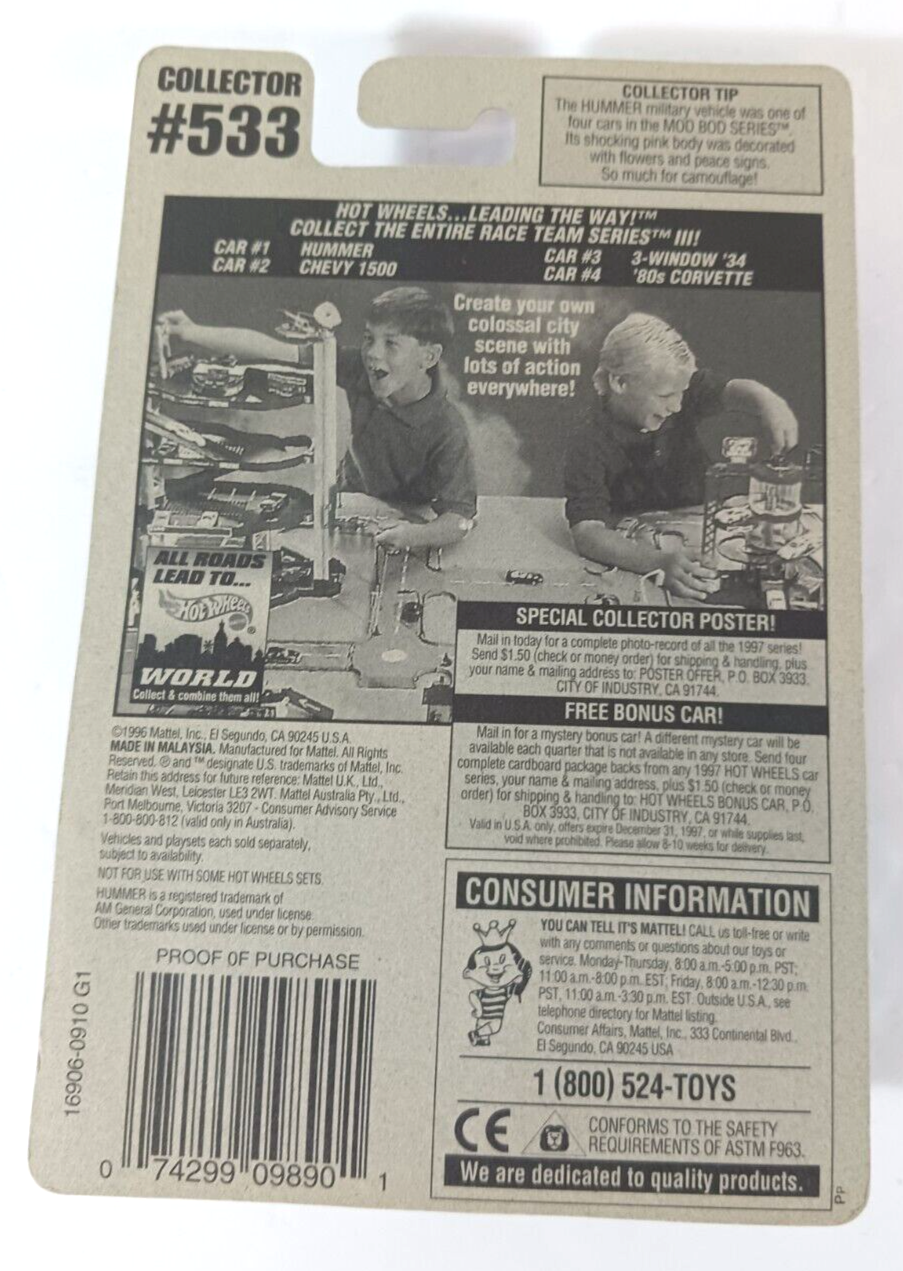 COLLECTOR
#533
COLLECTOR TIP
The HUMMER military vehicle was one of
four cars in the MOD BOD SERIES™.
Its shocking pink body was decorated
with flowers and peace signs.
So much for camouflage!
HOT WHEELS...LEADING THE WAY!™
COLLECT THE ENTIRE RACE TEAM SERIES™ III!
CAR #1 HUMMER CAR #3 3-WINDOW '34
CAR #2 CHEVY 1500 CAR #4 '80s CORVETTE
Create your own
colossal city
scene with
lots of action
everywhere!
ALL ROADS
LEAD TO...
Hot Wheels®
WORLD
Collect & combine them all!
SPECIAL COLLECTOR POSTER!
Mail in today for a complete photo-record of all the 1997 series!
Send $1.50 (check or money order) for shipping & handling, plus
your name & mailing address to: POSTER OFFER, P.O. BOX 3933,
CITY OF INDUSTRY, CA 91744.
FREE BONUS CAR!
Mail in for a mystery bonus car! A different mystery car will be
available each quarter that is not available in any store. Send four
complete cardboard package backs from any 1997 HOT WHEELS car
series, your name & mailing address, plus $1.50 (check or money
order) for shipping & handling to: HOT WHEELS BONUS CAR, P.O.
BOX 3933, CITY OF INDUSTRY, CA 91744.
Valid in U.S.A. only, offers expire December 31, 1997, or while supplies last,
void where prohibited. Please allow 8-10 weeks for delivery.
©1996 Mattel, Inc., El Segundo, CA 90245 U.S.A.
MADE IN MALAYSIA. Manufactured for Mattel. All Rights
Reserved. ® and ™ designate U.S. trademarks of Mattel, Inc.
Retain this address for future reference: Mattel U.K., Ltd.,
Meridian West, Leicester LE3 2WT. Mattel Australia Pty., Ltd.,
Port Melbourne, Victoria 3207 - Consumer Advisory Service
1-800-800-812 (valid only in Australia).
Vehicles and playsets each sold separately,
subject to availability.
NOT FOR USE WITH SOME HOT WHEELS SETS.
HUMMER is a registered trademark of
AM General Corporation, used under license.
Other trademarks used under license or by permission.
PROOF OF PURCHASE
16906-0910 G1
0 74299 09890 1
CONSUMER INFORMATION
YOU CAN TELL IT'S MATTEL! CALL us toll-free or write
with any comments or questions about our toys or
service. Monday-Thursday, 8:00 a.m.-5:00 p.m. PST;
11:00 a.m.-8:00 p.m. EST; Friday, 8:00 a.m.-12:30 p.m.
PST, 11:00 a.m.-3:30 p.m. EST. Outside U.S.A., see
telephone directory for Mattel listing.
Consumer Affairs, Mattel, Inc., 333 Continental Blvd.,
El Segundo, CA 90245 USA
1 (800) 524-TOYS
CE
CONFORMS TO THE SAFETY
REQUIREMENTS OF ASTM F963.
We are dedicated to quality products.
PP